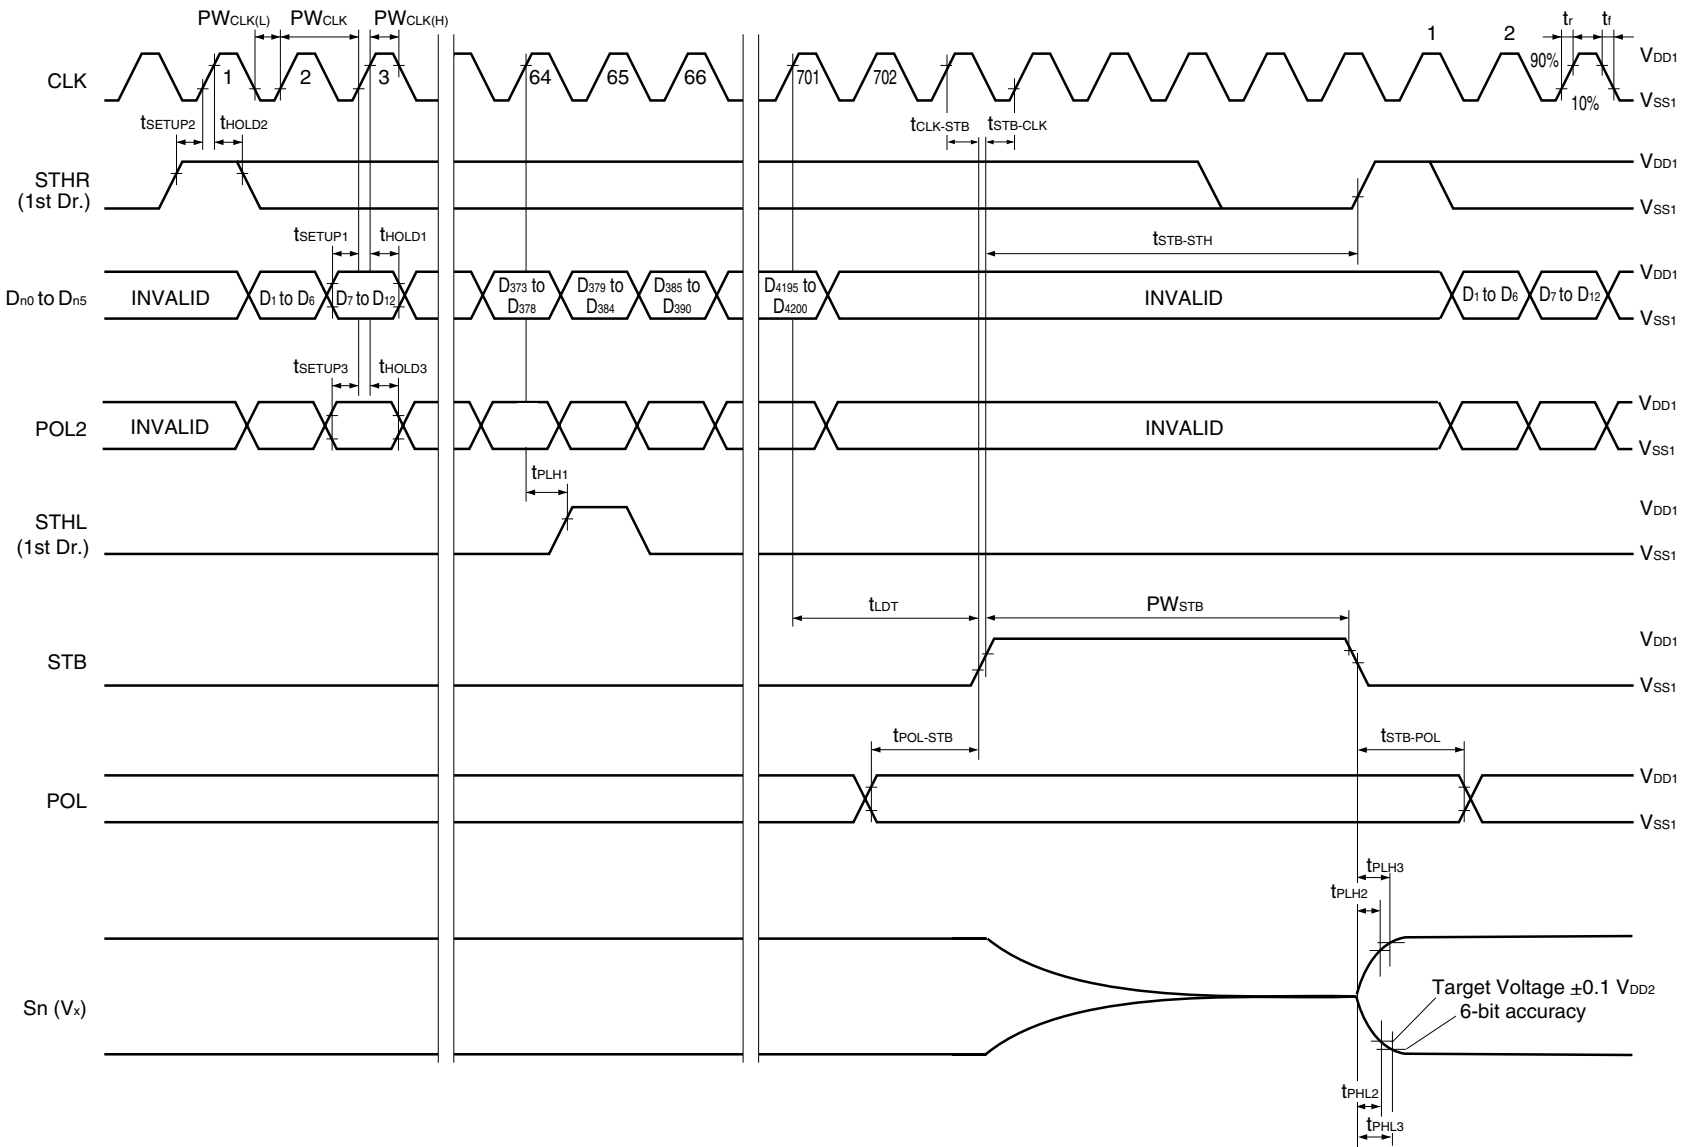 PWCLK(L) PWCLK PWCLK(H) tr tf
CLK 1 2 3 64 65 66 701 702 1 2 90% 10% VDD1
VSS1
tSETUP2 tHOLD2 tCLK-STB tSTB-CLK
STHR
(1st Dr.)
VDD1
VSS1
tSETUP1 tHOLD1 tSTB-STH
Dn0 to Dn5 INVALID D1 to D6 D7 to D12 D373 to D378 D379 to D384 D385 to D390 D4195 to D4200 INVALID D1 to D6 D7 to D12
VDD1
VSS1
tSETUP3 tHOLD3
POL2 INVALID INVALID
VDD1
VSS1
tPLH1
STHL
(1st Dr.)
VDD1
VSS1
tLDT PWSTB
STB
VDD1
VSS1
tPOL-STB tSTB-POL
POL
VDD1
VSS1
tPLH3
tPLH2
Sn (Vx)
Target Voltage ±0.1 VDD2
6-bit accuracy
tPHL2
tPHL3